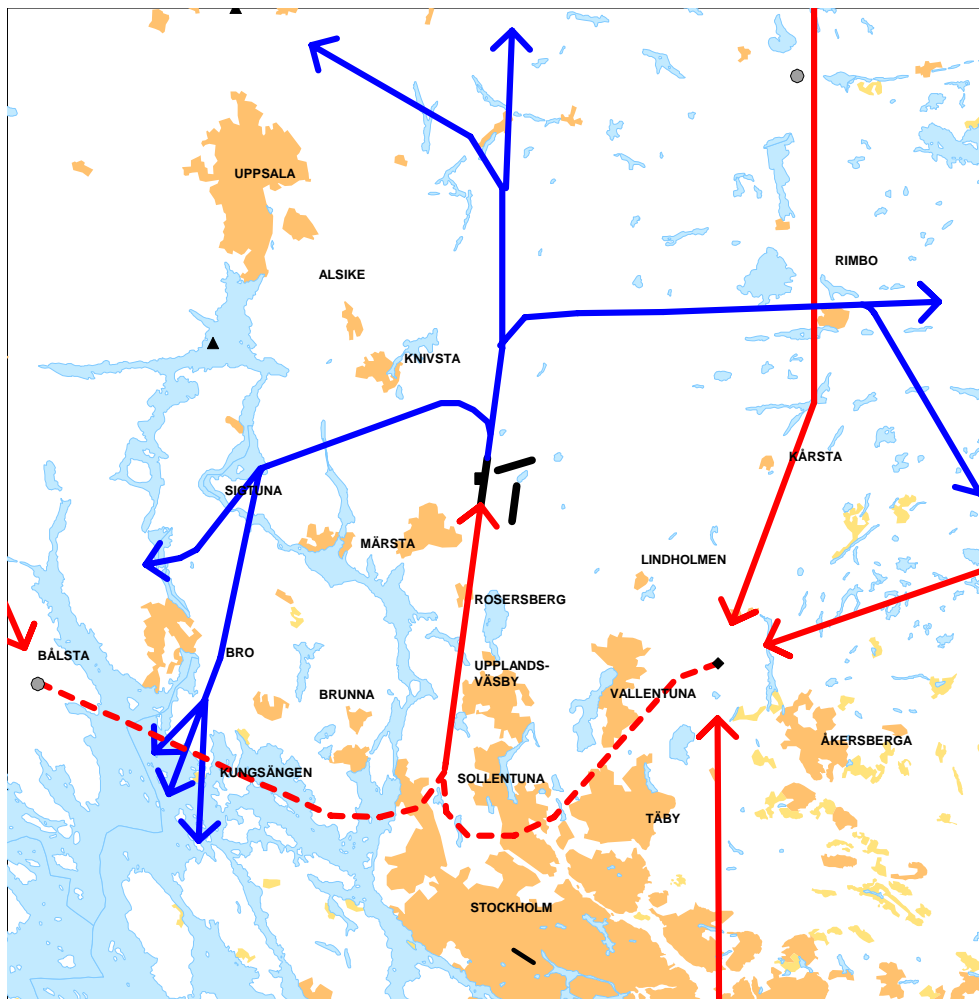 UPPSALA
RIMBO
ALSIKE
KNIVSTA
KÅRSTA
SIGTUNA
MÄRSTA
LINDHOLMEN
ROSERSBERG
BRO
BÅLSTA
UPPLANDS-
VÄSBY
BRUNNA
VALLENTUNA
ÅKERSBERGA
KUNGSÄNGEN
SOLLENTUNA
TÄBY
STOCKHOLM